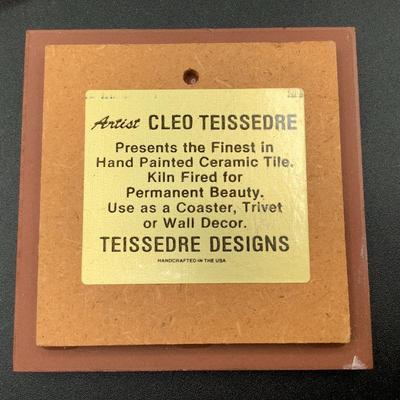 Artist CLEO TEISSEDRE
Presents the Finest in
Hand Painted Ceramic Tile.
Kiln Fired for
Permanent Beauty.
Use as a Coaster, Trivet
or Wall Decor.
TEISSEDRE DESIGNS
HANDCRAFTED IN THE USA